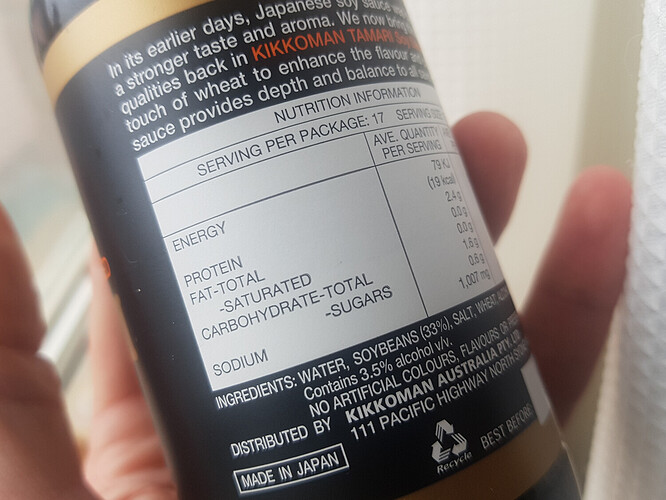 In its earlier days, Japanese soy sauce
a stronger taste and aroma. We now bring
qualities back in KIKKOMAN TAMARI
touch of wheat to enhance the flavour
sauce provides depth and balance to all
NUTRITION INFORMATION
SERVING PER PACKAGE: 17 SERVING
AVE. QUANTITY
PER SERVING
ENERGY 79 KJ
(19 kcal)
PROTEIN 2.4 g
FAT-TOTAL 0.0 g
-SATURATED 0.0 g
CARBOHYDRATE-TOTAL 1.6 g
-SUGARS 0.6 g
SODIUM 1,007 mg
INGREDIENTS: WATER, SOYBEANS (33%), SALT, WHEAT,
Contains 3.5% alcohol v/v.
NO ARTIFICIAL COLOURS, FLAVOURS OR
DISTRIBUTED BY KIKKOMAN AUSTRALIA PTY.
111 PACIFIC HIGHWAY NORTH
MADE IN JAPAN
Recycle
BEST BEFORE: